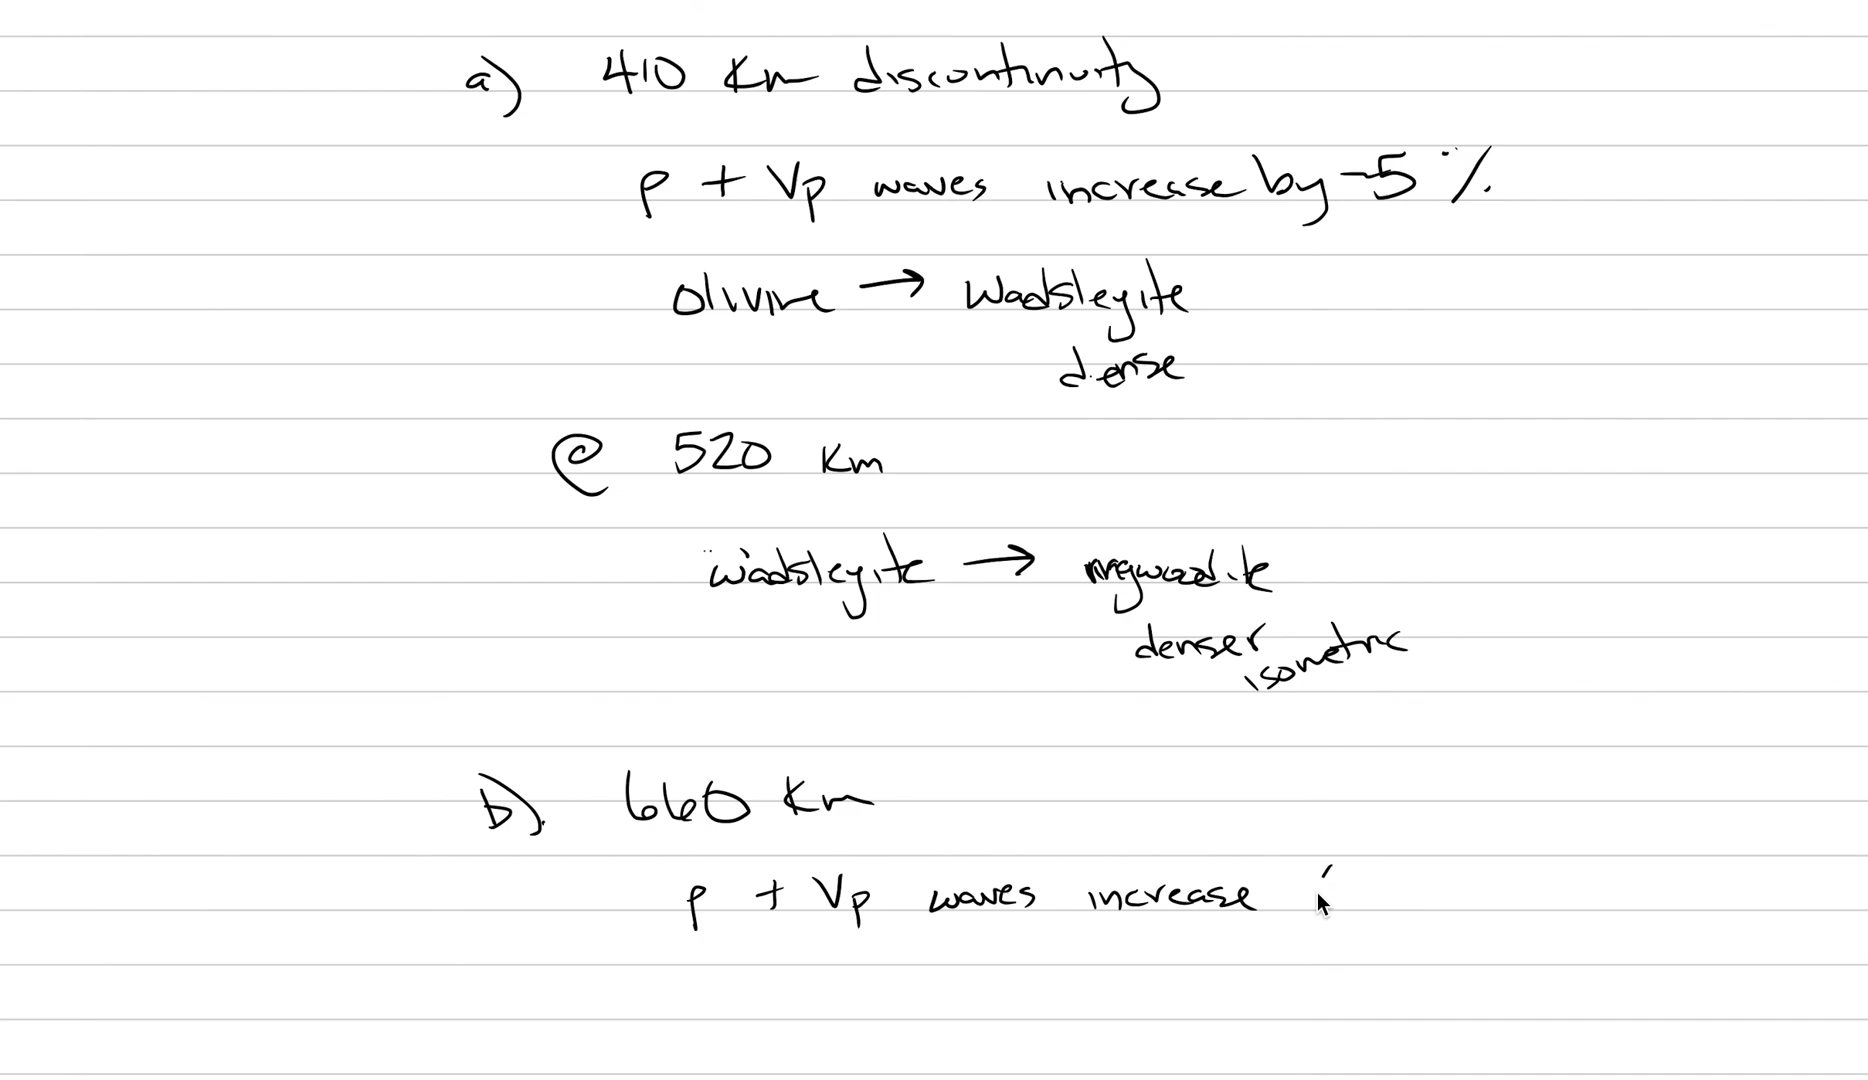 a) 410 Km discontinuity
ρ + Vp waves increase by ~5 %
olivine → Wadsleyite
dense
@ 520 Km
wadsleyite → ringwoodite
denser
isometric
b). 660 Km
ρ + Vp waves increase